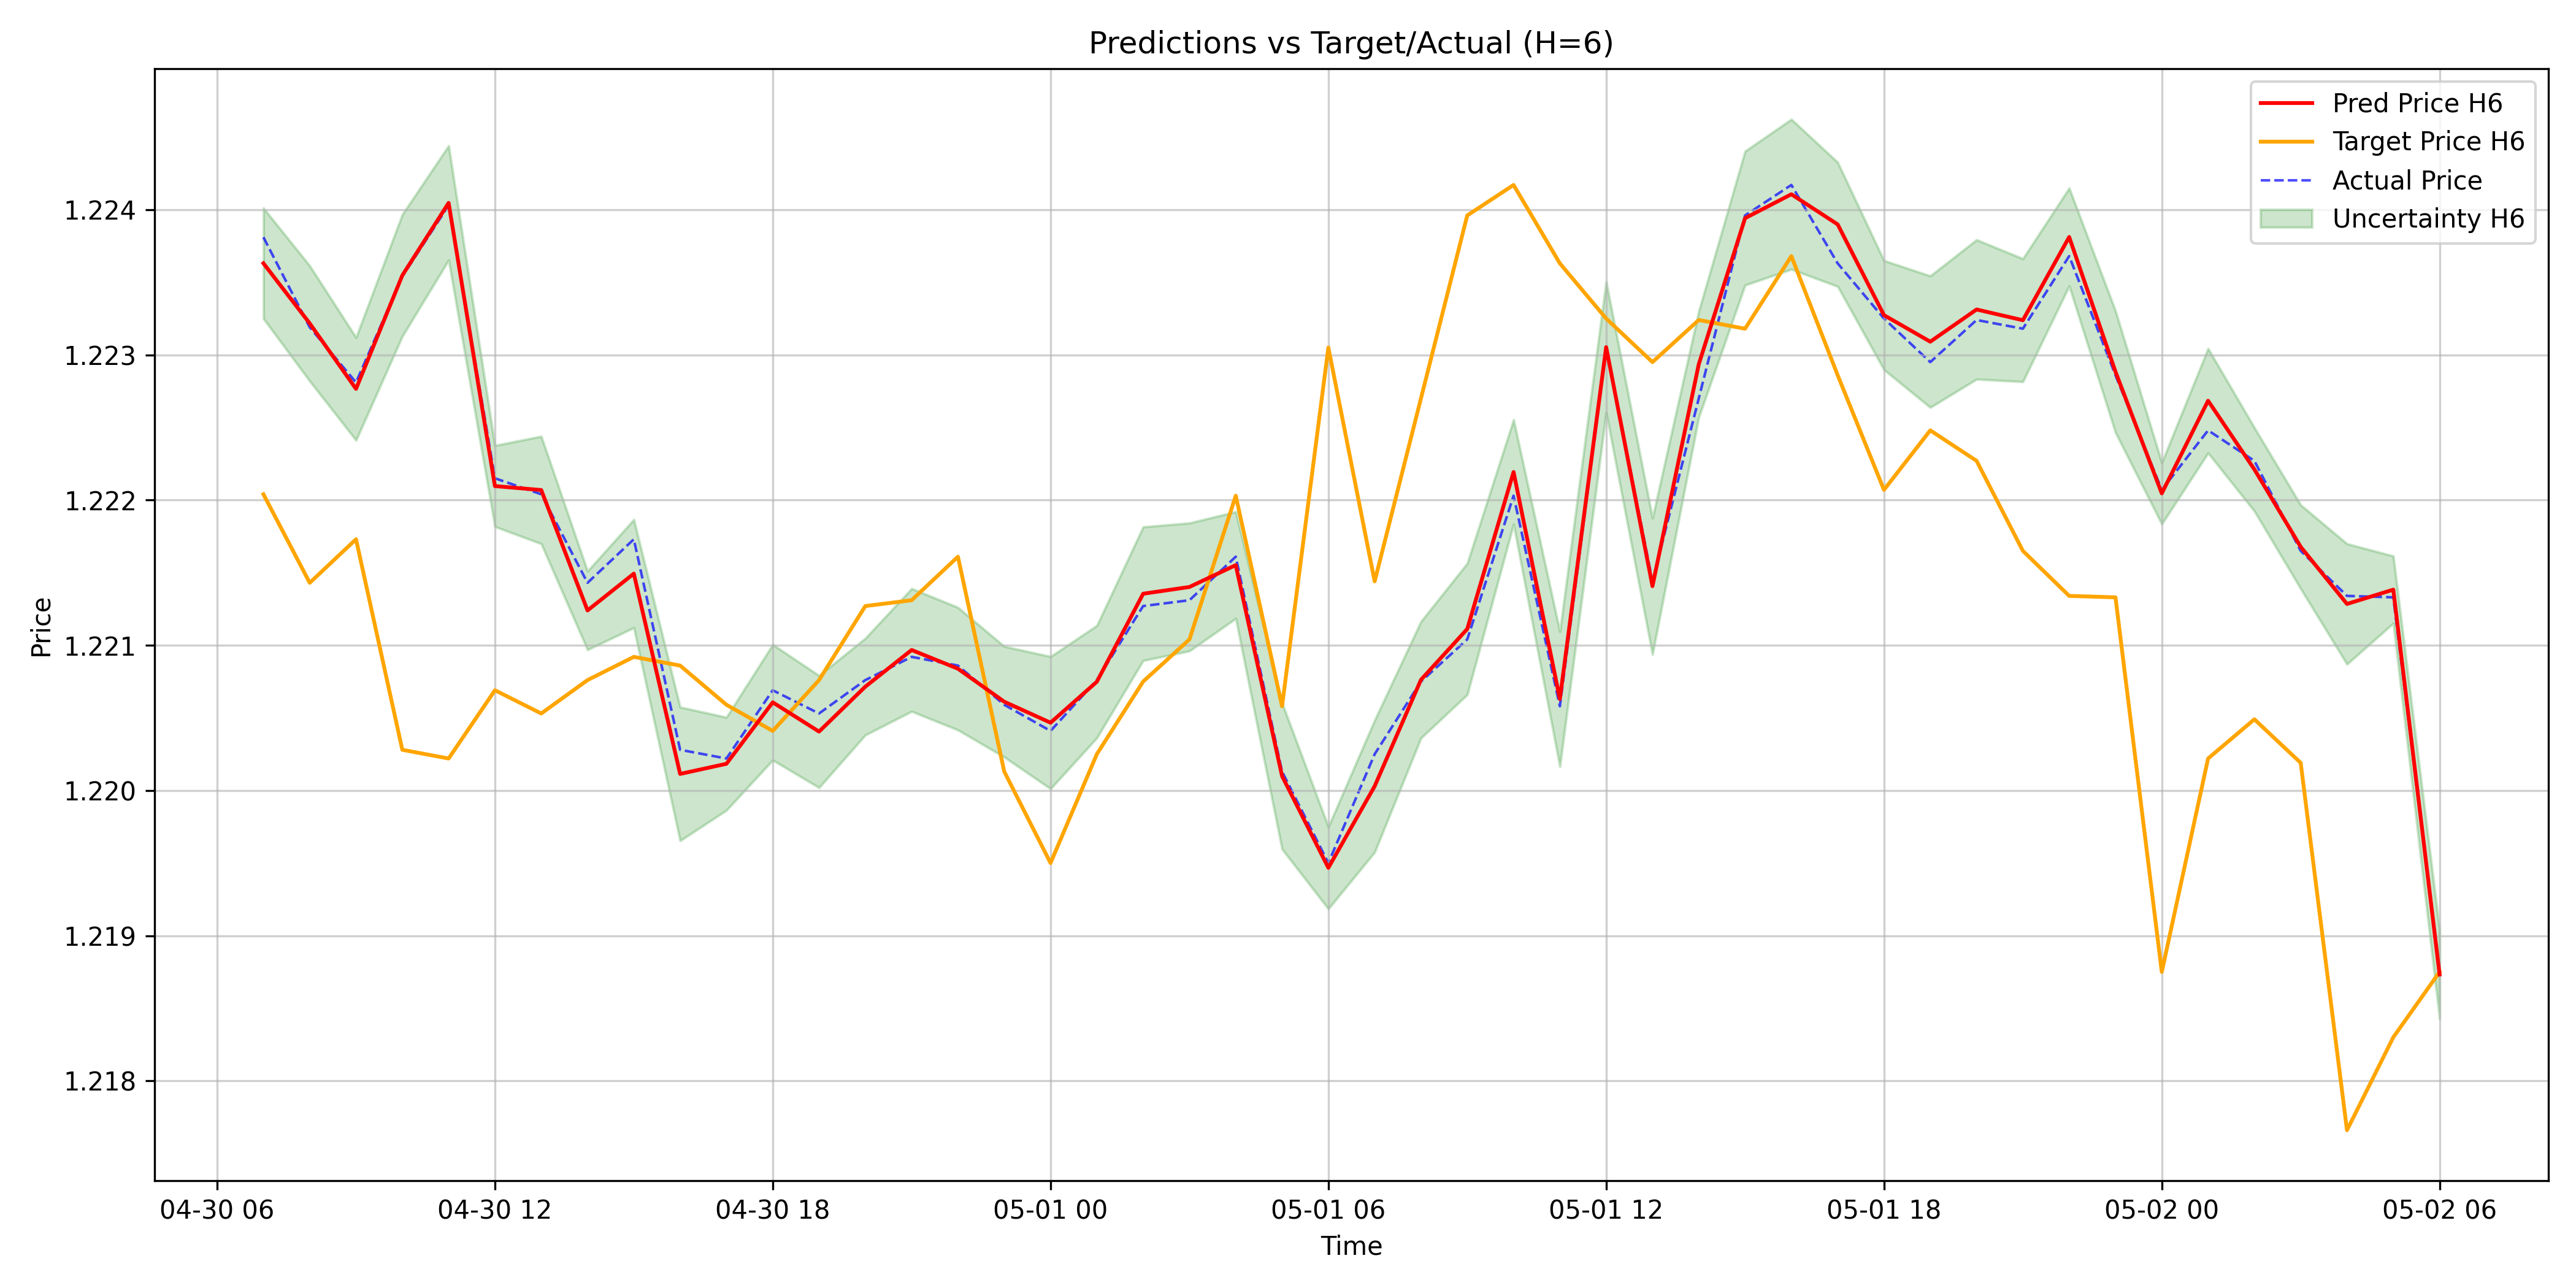 Predictions vs Target/Actual (H=6)
Pred Price H6
Target Price H6
Actual Price
Uncertainty H6
Price
1.224
1.223
1.222
1.221
1.220
1.219
1.218
04-30 06
04-30 12
04-30 18
05-01 00
05-01 06
05-01 12
05-01 18
05-02 00
05-02 06
Time